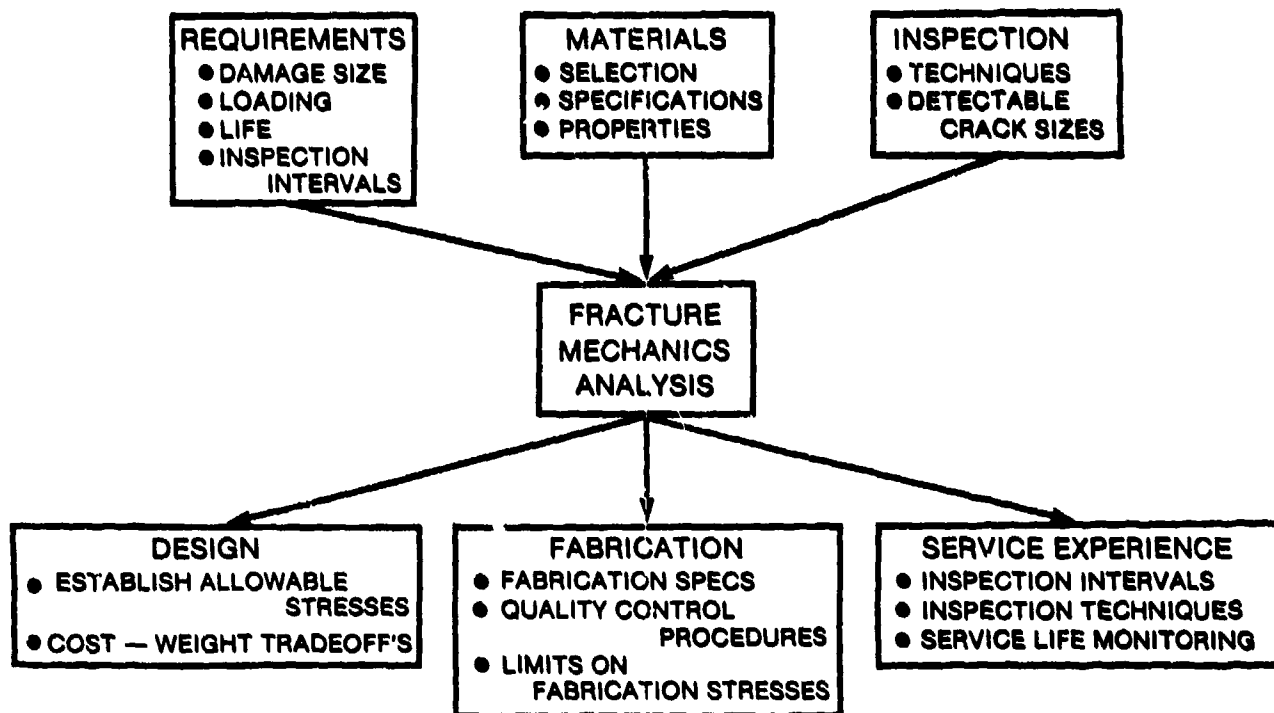 REQUIREMENTS
● DAMAGE SIZE
● LOADING
● LIFE
● INSPECTION
INTERVALS
MATERIALS
● SELECTION
● SPECIFICATIONS
● PROPERTIES
INSPECTION
● TECHNIQUES
● DETECTABLE
CRACK SIZES
FRACTURE
MECHANICS
ANALYSIS
DESIGN
● ESTABLISH ALLOWABLE
STRESSES
● COST — WEIGHT TRADEOFF'S
FABRICATION
● FABRICATION SPECS
● QUALITY CONTROL
PROCEDURES
● LIMITS ON
FABRICATION STRESSES
SERVICE EXPERIENCE
● INSPECTION INTERVALS
● INSPECTION TECHNIQUES
● SERVICE LIFE MONITORING